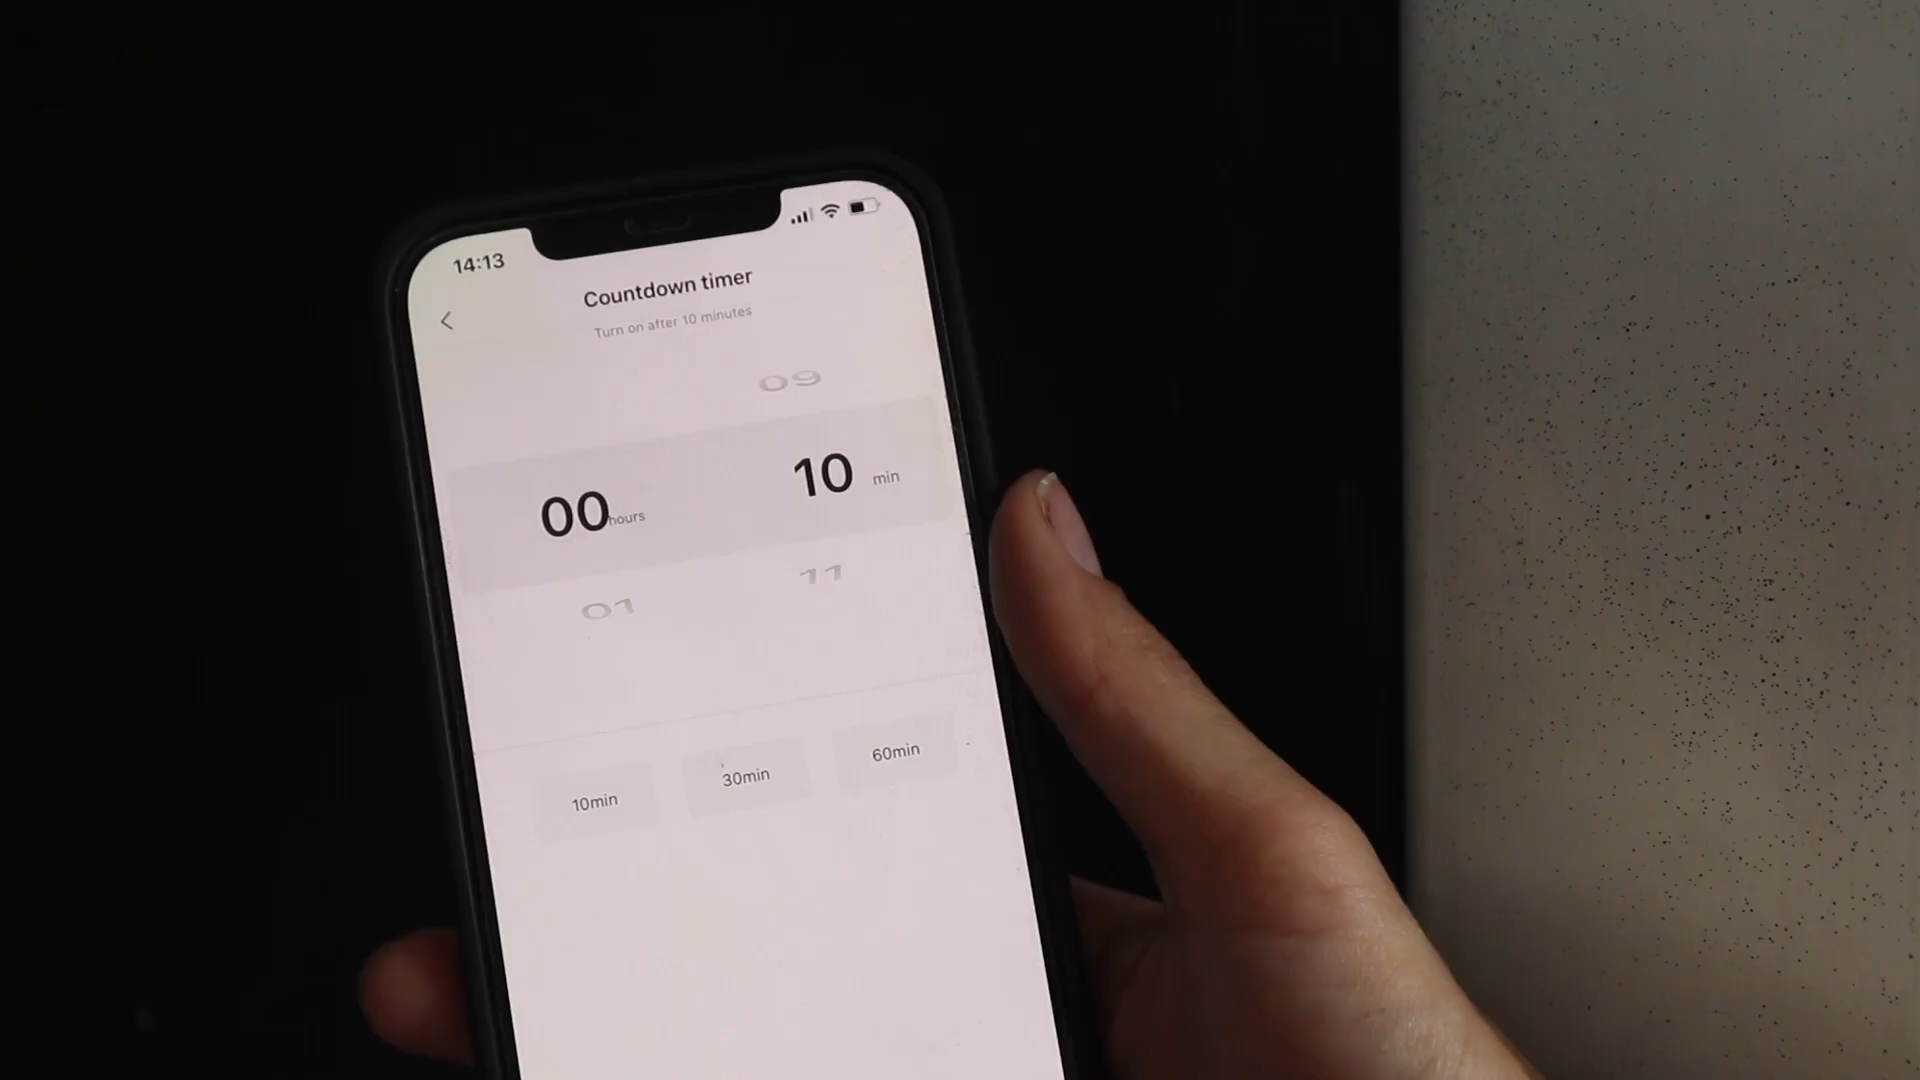 14:13
Countdown timer
Turn on after 10 minutes
09
00 hours 10 min
01 11
10min 30min 60min